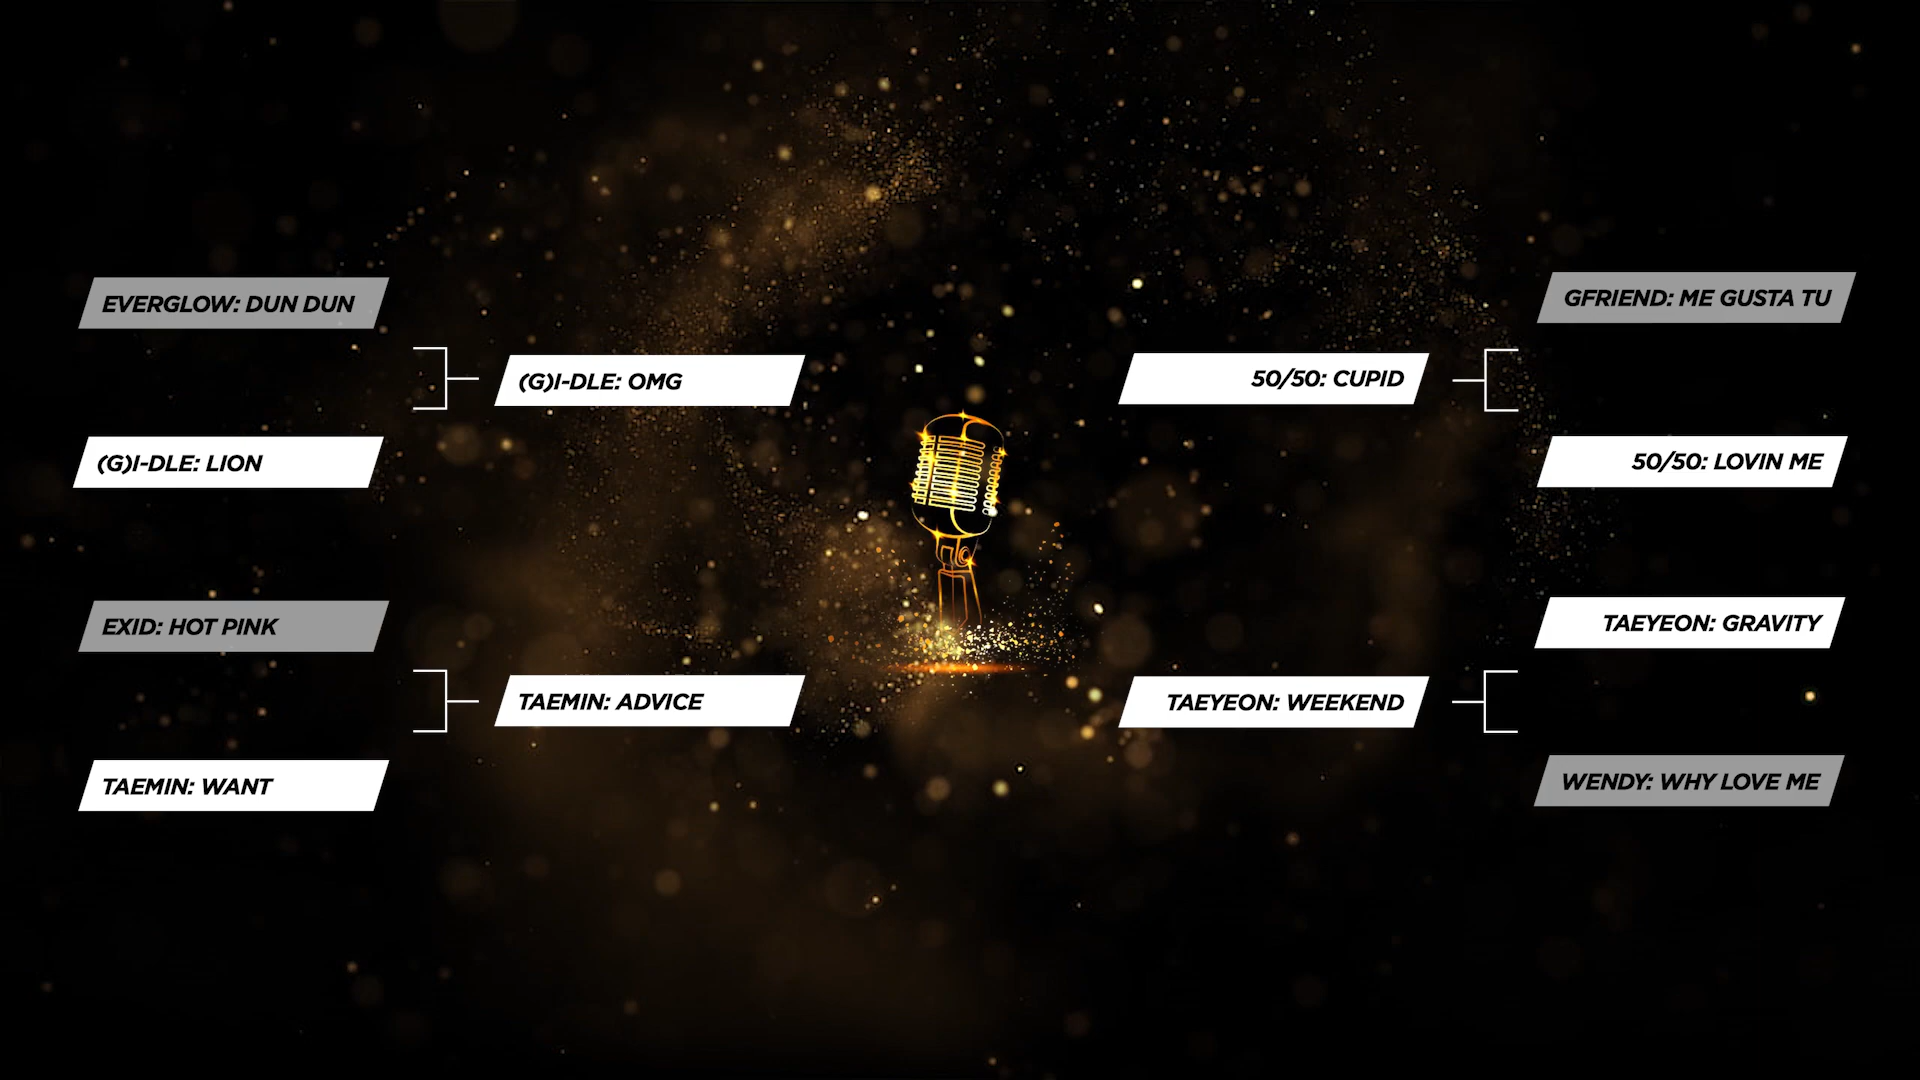 EVERGLOW: DUN DUN
(G)I-DLE: OMG
(G)I-DLE: LION
EXID: HOT PINK
TAEMIN: ADVICE
TAEMIN: WANT
GFRIEND: ME GUSTA TU
50/50: CUPID
50/50: LOVIN ME
TAEYEON: GRAVITY
TAEYEON: WEEKEND
WENDY: WHY LOVE ME